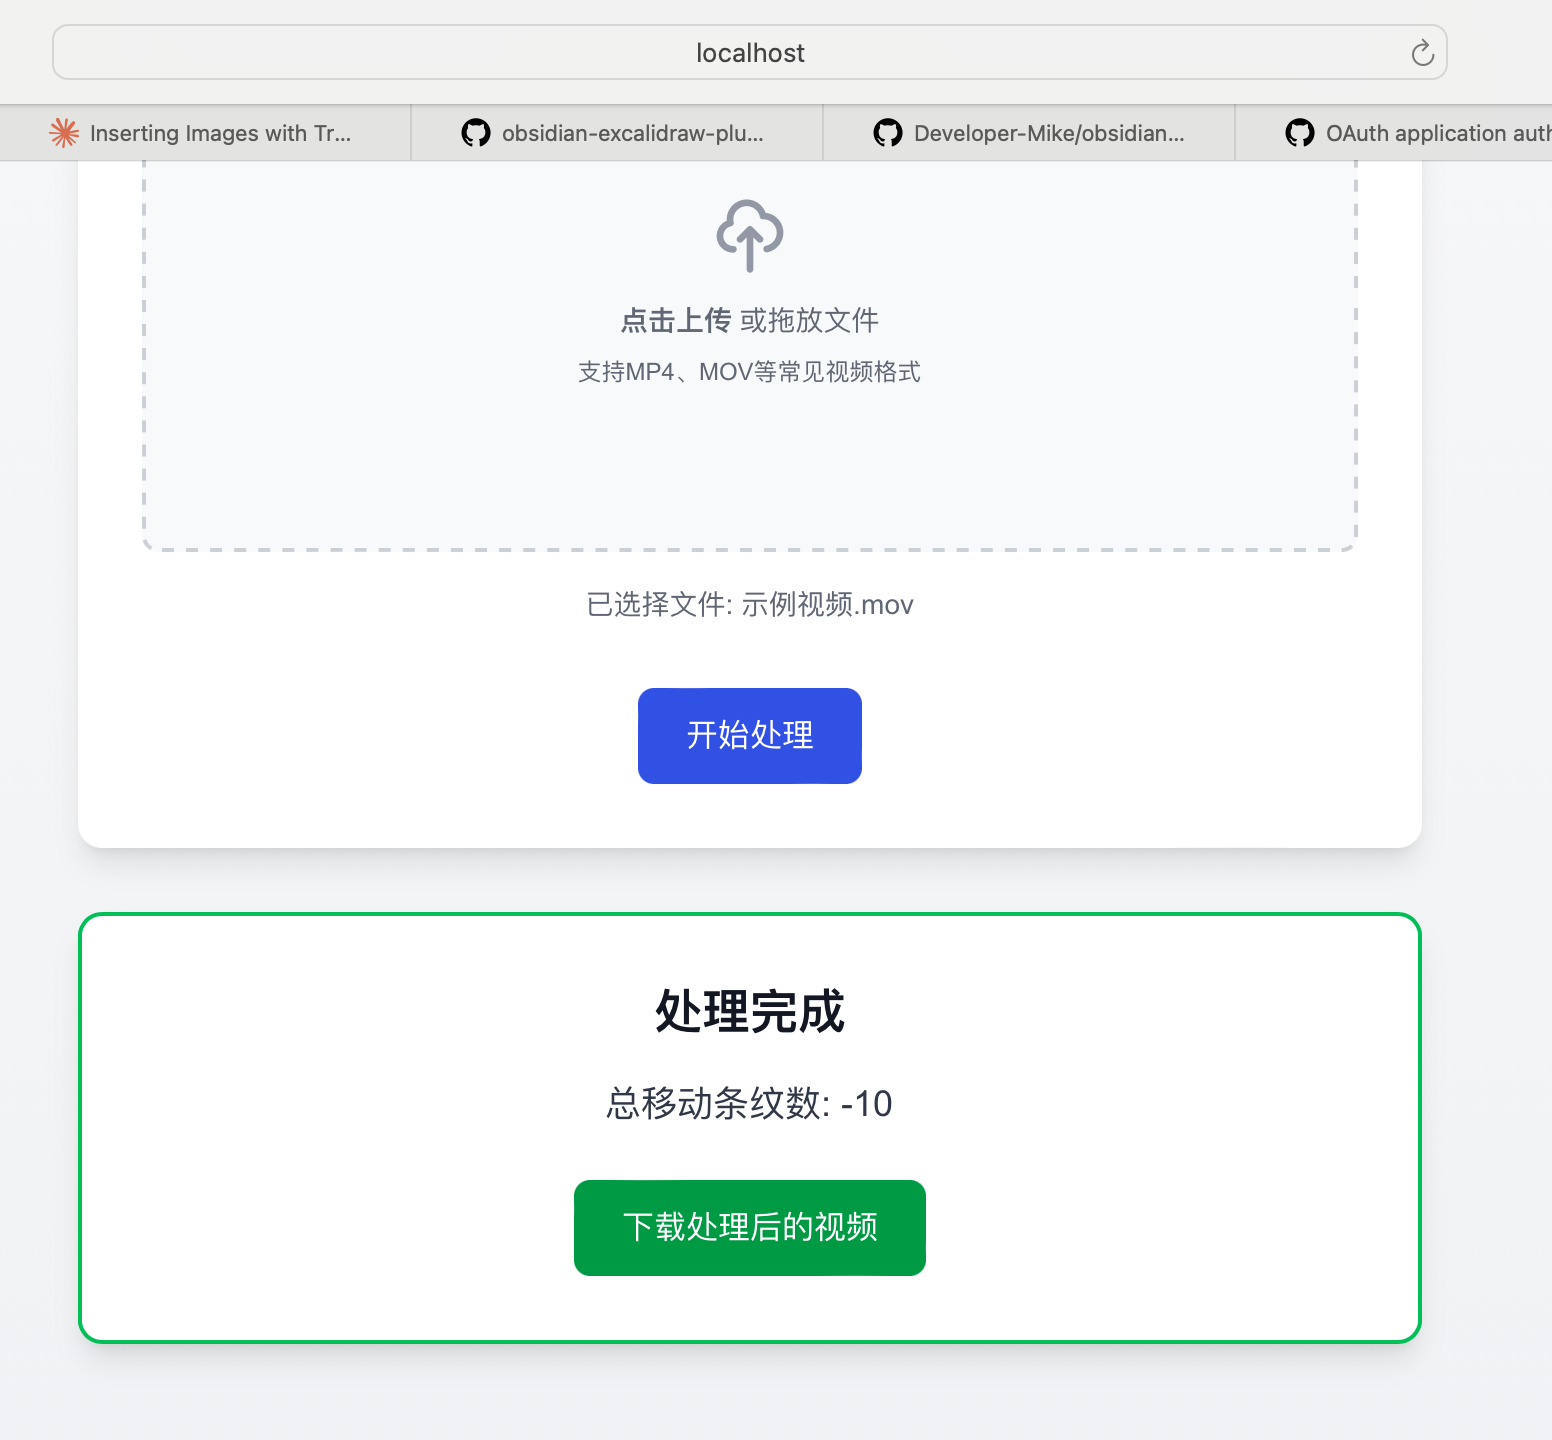 localhost
Inserting Images with Tr...
obsidian-excalidraw-plu...
Developer-Mike/obsidian...
OAuth application auth
点击上传 或拖放文件
支持MP4、MOV等常见视频格式
已选择文件: 示例视频.mov
开始处理
处理完成
总移动条纹数: -10
下载处理后的视频